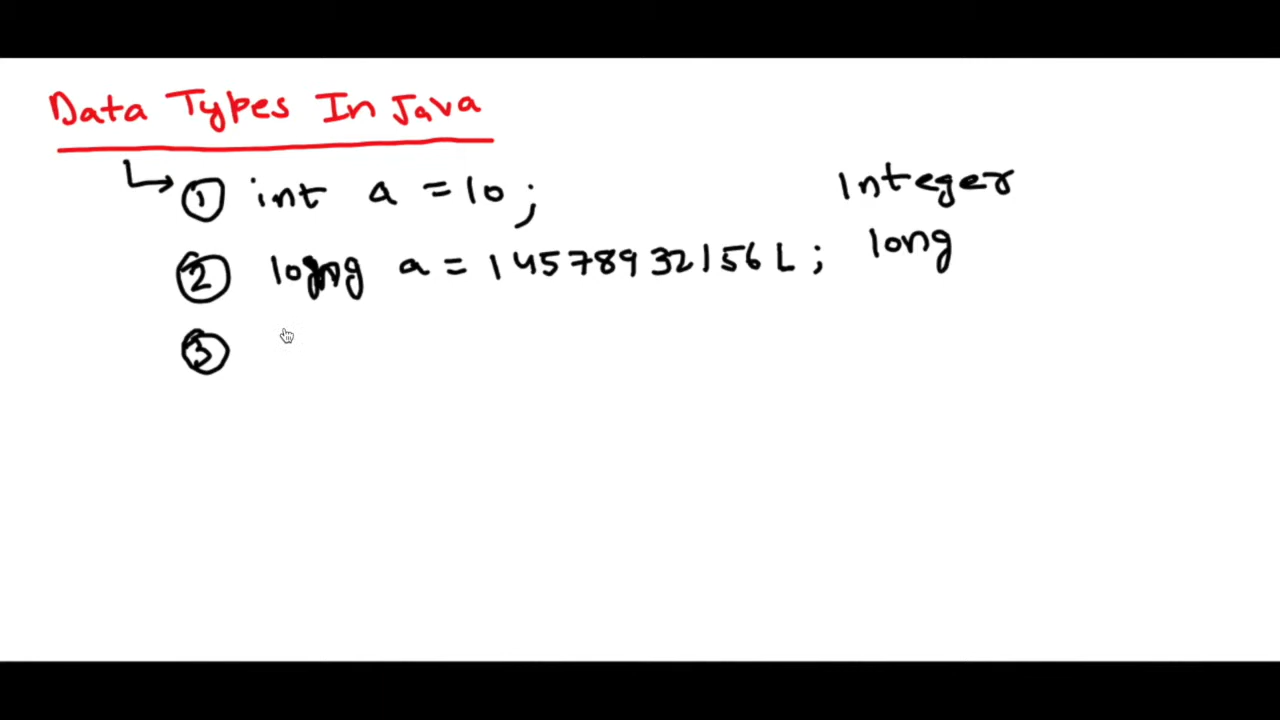 Data Types In Java
① int a = 10 ; Integer
② long a = 14578932156L ; long
③